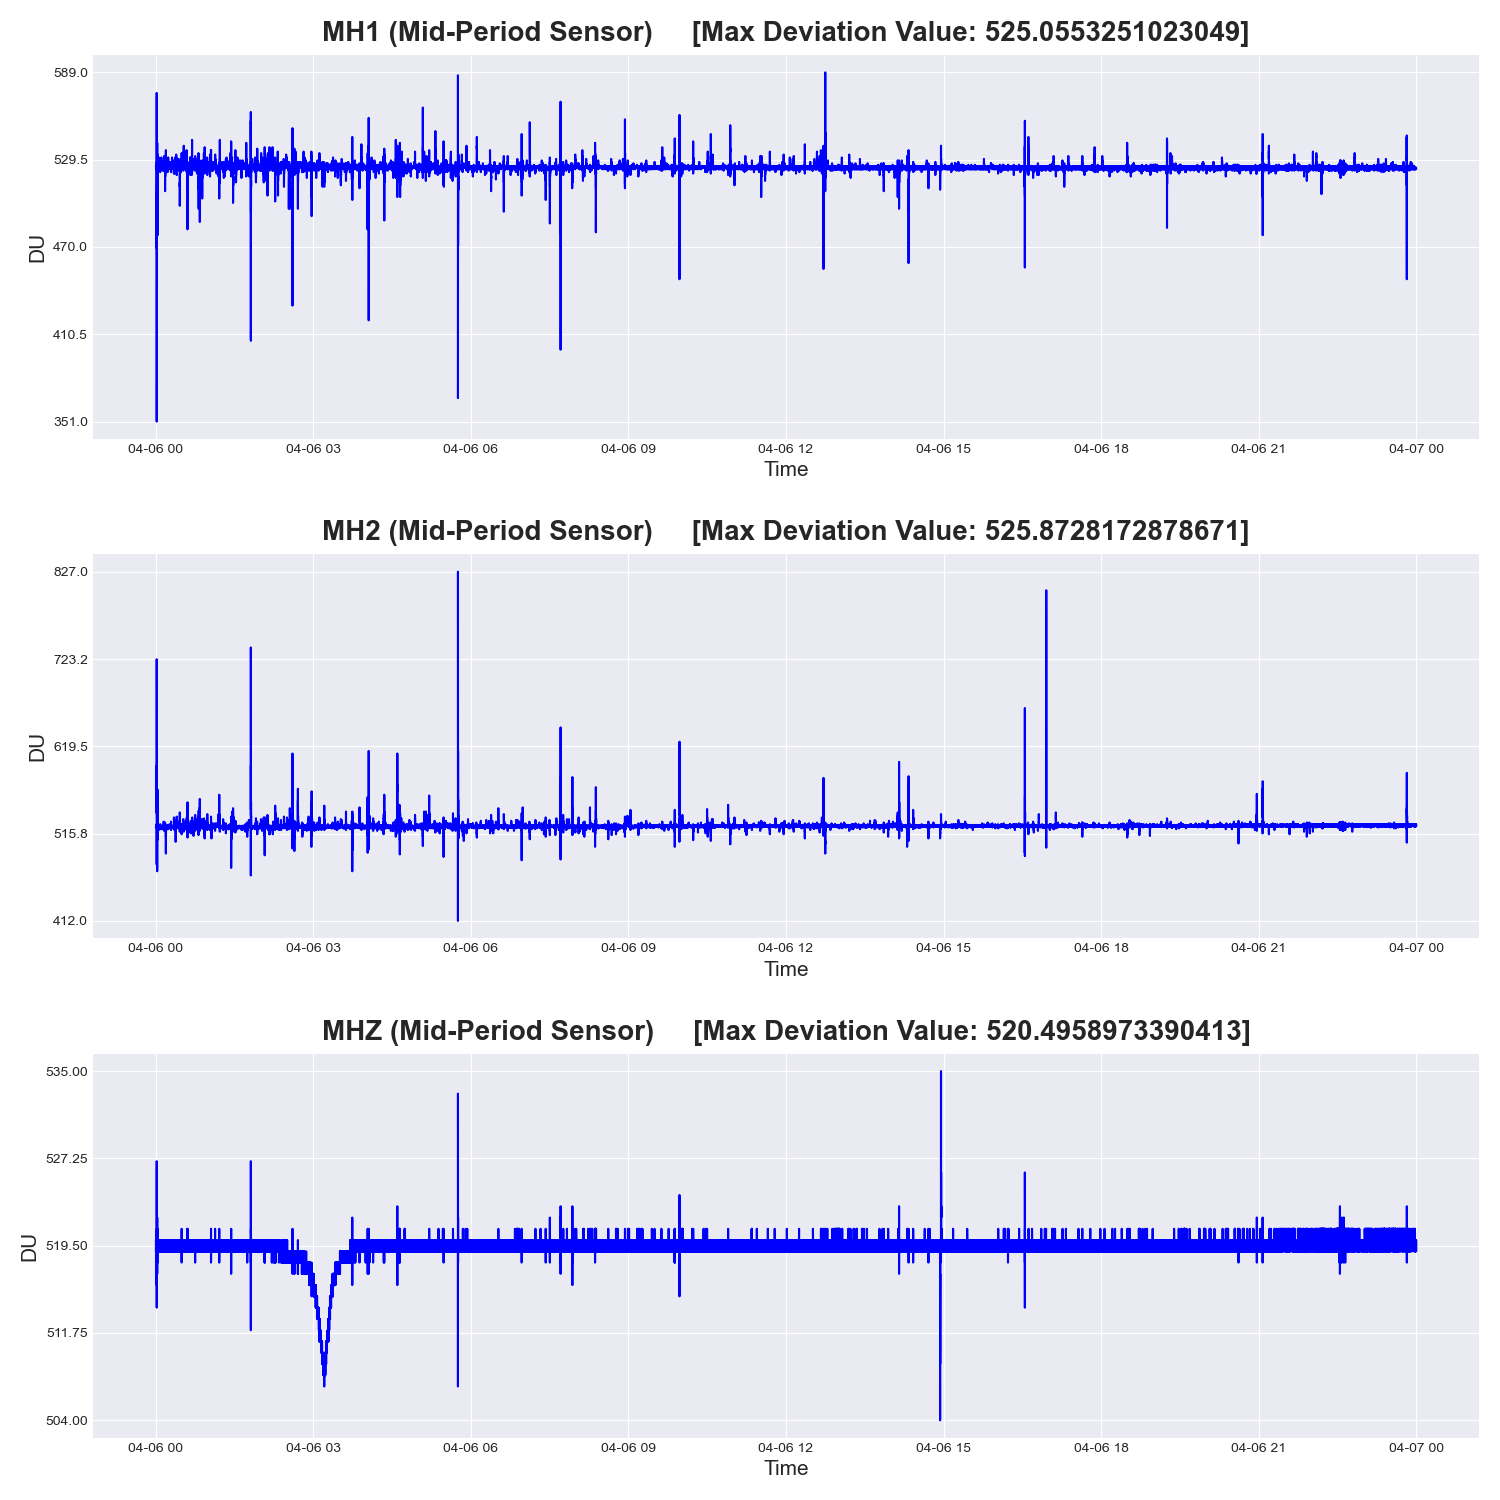 MH1 (Mid-Period Sensor) [Max Deviation Value: 525.0553251023049]
589.0
529.5
470.0
410.5
351.0
DU
04-06 00 04-06 03 04-06 06 04-06 09 04-06 12 04-06 15 04-06 18 04-06 21 04-07 00
Time
MH2 (Mid-Period Sensor) [Max Deviation Value: 525.8728172878671]
827.0
723.2
619.5
515.8
412.0
DU
04-06 00 04-06 03 04-06 06 04-06 09 04-06 12 04-06 15 04-06 18 04-06 21 04-07 00
Time
MHZ (Mid-Period Sensor) [Max Deviation Value: 520.4958973390413]
535.00
527.25
519.50
511.75
504.00
DU
04-06 00 04-06 03 04-06 06 04-06 09 04-06 12 04-06 15 04-06 18 04-06 21 04-07 00
Time